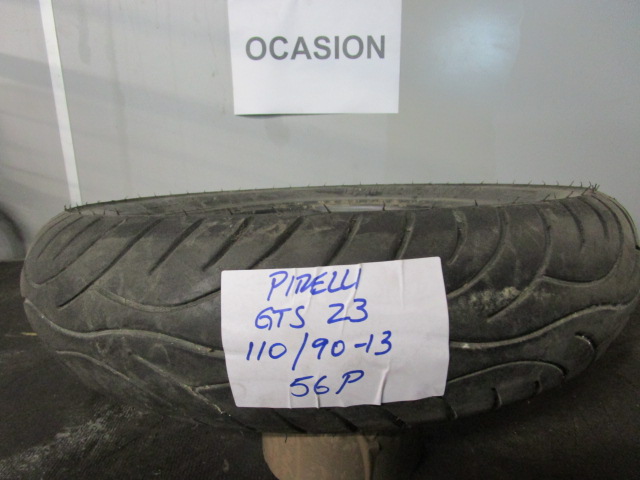 OCASION
PIRELLI
GTS 23
110/90-13
56P